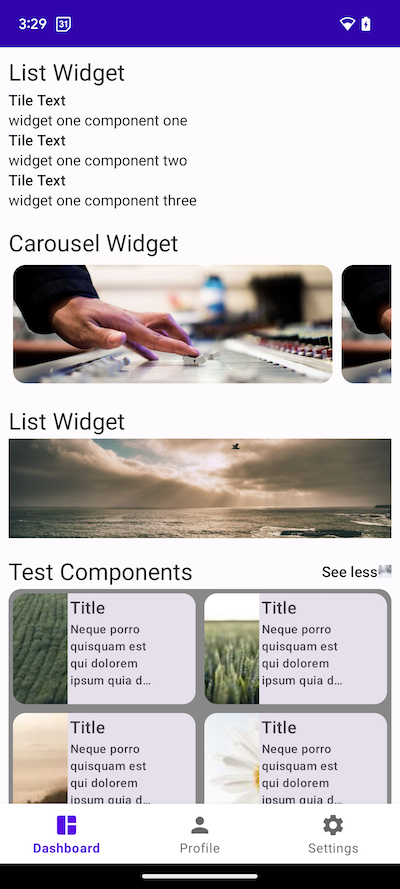 3:29
31
List Widget
Tile Text
widget one component one
Tile Text
widget one component two
Tile Text
widget one component three
Carousel Widget
List Widget
Test Components
See less
Title
Neque porro
quisquam est
qui dolorem
ipsum quia d...
Title
Neque porro
quisquam est
qui dolorem
ipsum quia d...
Title
Neque porro
quisquam est
qui dolorem
ipsum quia d...
Title
Neque porro
quisquam est
qui dolorem
ipsum quia d...
Dashboard
Profile
Settings